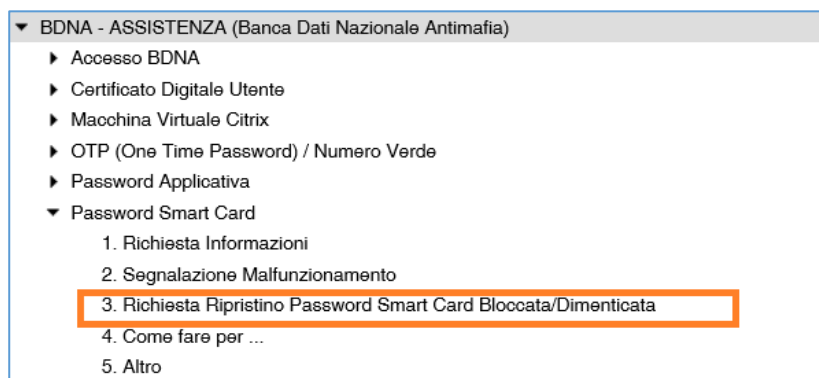 BDNA - ASSISTENZA (Banca Dati Nazionale Antimafia)
Accesso BDNA
Certificato Digitale Utente
Macchina Virtuale Citrix
OTP (One Time Password) / Numero Verde
Password Applicativa
Password Smart Card
1. Richiesta Informazioni
2. Segnalazione Malfunzionamento
3. Richiesta Ripristino Password Smart Card Bloccata/Dimenticata
4. Come fare per ...
5. Altro